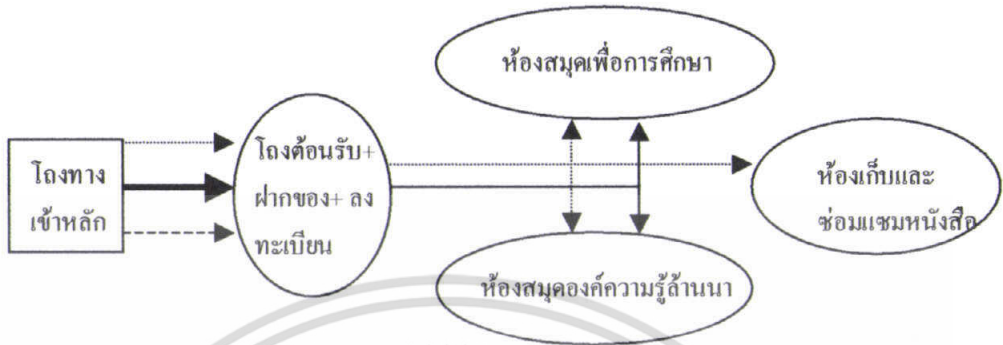 ห้องสมุดเพื่อการศึกษา
โถงทาง
เข้าหลัก
โถงต้อนรับ+
ฝากของ+ ลง
ทะเบียน
ห้องเก็บและ
ซ่อมแซมหนังสือ
ห้องสมุดองค์ความรู้ล้านนา